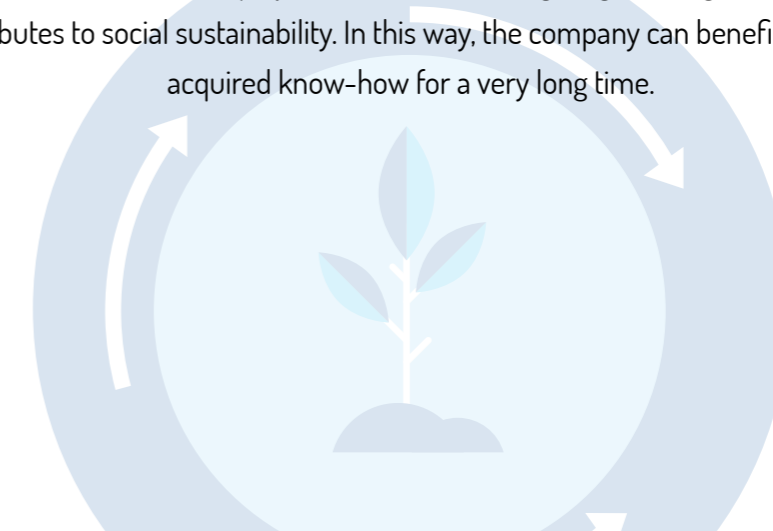 butes to social sustainability. In this way, the company can benefi
acquired know-how for a very long time.